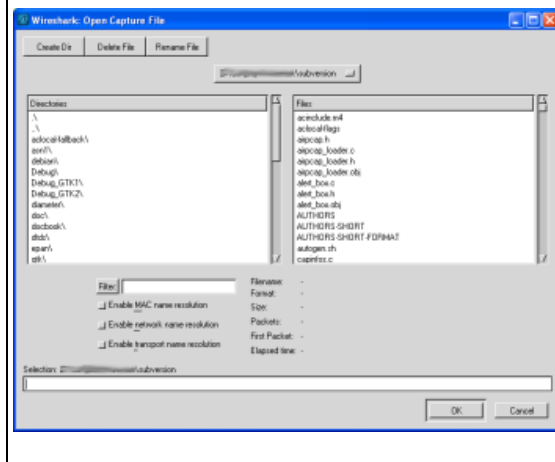 Wireshark: Open Capture File
Create Dir Delete File Rename File
\subversion
Directories
.\
..\
aclocal-fallback\
asn1\
debian\
Debug\
Debug_GTK1\
Debug_GTK2\
diameter\
doc\
docbook\
dtds\
epan\
gtk\
Files
acinclude.m4
aclocal-flags
airpcap.h
airpcap_loader.c
airpcap_loader.h
airpcap_loader.obj
alert_box.c
alert_box.h
alert_box.obj
AUTHORS
AUTHORS-SHORT
AUTHORS-SHORT-FORMAT
autogen.sh
capinfos.c
Filter:
Enable MAC name resolution
Enable network name resolution
Enable transport name resolution
Filename: -
Format: -
Size: -
Packets: -
First Packet: -
Elapsed time: -
Selection: \subversion
OK Cancel